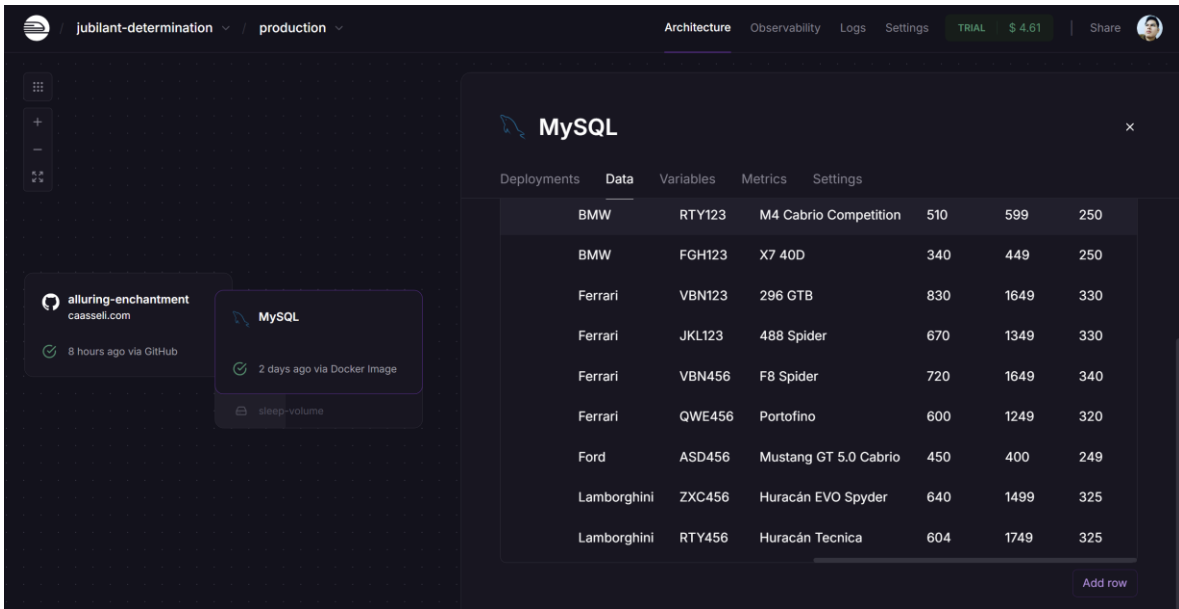 / jubilant-determination / production Architecture Observability Logs Settings TRIAL $ 4.61 Share
MySQL
Deployments Data Variables Metrics Settings
BMW RTY123 M4 Cabrio Competition 510 599 250
BMW FGH123 X7 40D 340 449 250
Ferrari VBN123 296 GTB 830 1649 330
Ferrari JKL123 488 Spider 670 1349 330
Ferrari VBN456 F8 Spider 720 1649 340
Ferrari QWE456 Portofino 600 1249 320
Ford ASD456 Mustang GT 5.0 Cabrio 450 400 249
Lamborghini ZXC456 Huracán EVO Spyder 640 1499 325
Lamborghini RTY456 Huracán Tecnica 604 1749 325
Add row
alluring-enchantment
caasseli.com
8 hours ago via GitHub
MySQL
2 days ago via Docker Image
sleep-volume